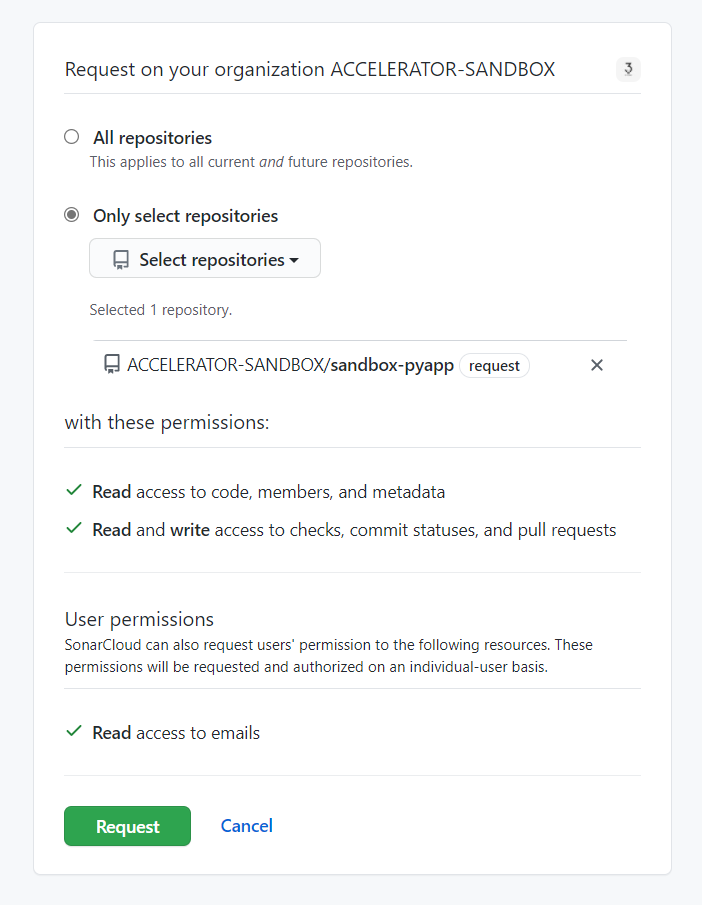 Request on your organization ACCELERATOR-SANDBOX 3
All repositories
This applies to all current and future repositories.
Only select repositories
Select repositories
Selected 1 repository.
ACCELERATOR-SANDBOX/sandbox-pyapp request
with these permissions:
Read access to code, members, and metadata
Read and write access to checks, commit statuses, and pull requests
User permissions
SonarCloud can also request users' permission to the following resources. These
permissions will be requested and authorized on an individual-user basis.
Read access to emails
Request Cancel